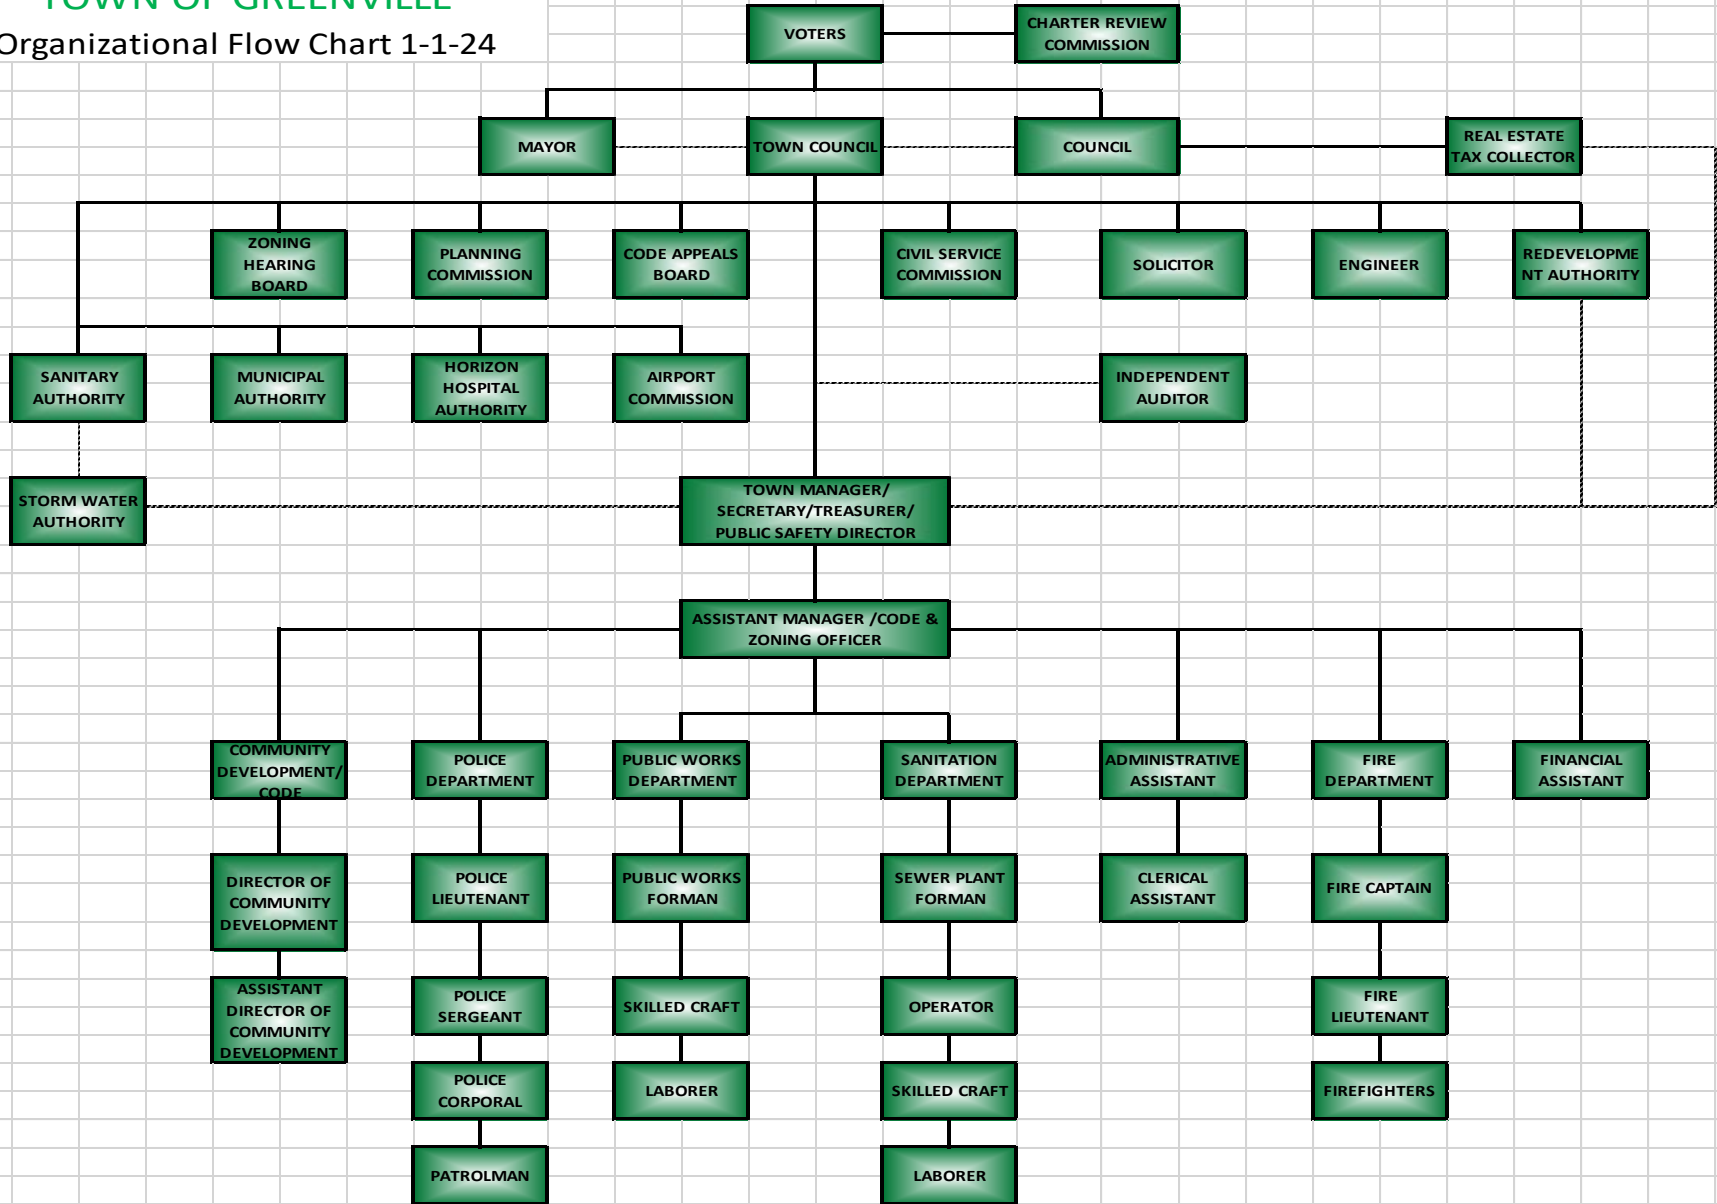 TOWN OF GREENVILLE
Organizational Flow Chart 1-1-24
VOTERS
CHARTER REVIEW
COMMISSION
MAYOR
TOWN COUNCIL
COUNCIL
REAL ESTATE
TAX COLLECTOR
ZONING
HEARING
BOARD
PLANNING
COMMISSION
CODE APPEALS
BOARD
CIVIL SERVICE
COMMISSION
SOLICITOR
ENGINEER
REDEVELOPME
NT AUTHORITY
SANITARY
AUTHORITY
MUNICIPAL
AUTHORITY
HORIZON
HOSPITAL
AUTHORITY
AIRPORT
COMMISSION
INDEPENDENT
AUDITOR
STORM WATER
AUTHORITY
TOWN MANAGER/
SECRETARY/TREASURER/
PUBLIC SAFETY DIRECTOR
ASSISTANT MANAGER /CODE &
ZONING OFFICER
COMMUNITY
DEVELOPMENT/
CODE
POLICE
DEPARTMENT
PUBLIC WORKS
DEPARTMENT
SANITATION
DEPARTMENT
ADMINISTRATIVE
ASSISTANT
FIRE
DEPARTMENT
FINANCIAL
ASSISTANT
DIRECTOR OF
COMMUNITY
DEVELOPMENT
POLICE
LIEUTENANT
PUBLIC WORKS
FORMAN
SEWER PLANT
FORMAN
CLERICAL
ASSISTANT
FIRE CAPTAIN
ASSISTANT
DIRECTOR OF
COMMUNITY
DEVELOPMENT
POLICE
SERGEANT
SKILLED CRAFT
OPERATOR
FIRE
LIEUTENANT
POLICE
CORPORAL
LABORER
SKILLED CRAFT
FIREFIGHTERS
PATROLMAN
LABORER